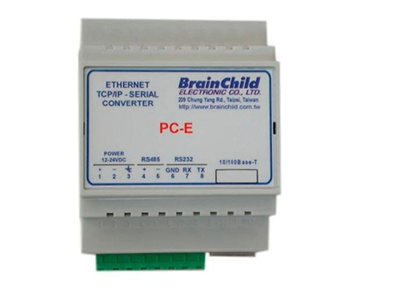 ETHERNET
TCP/IP - SERIAL
CONVERTER
BrainChild
ELECTRONIC CO., LTD.
209 Chung Yang Rd., Taipei, Taiwan
http://brainchild.com.tw
PC-E
POWER
12-24VDC
RS485
RS232
10/100Base-T
+ - + - GND RX TX
1 2 3 4 5 6 7 8